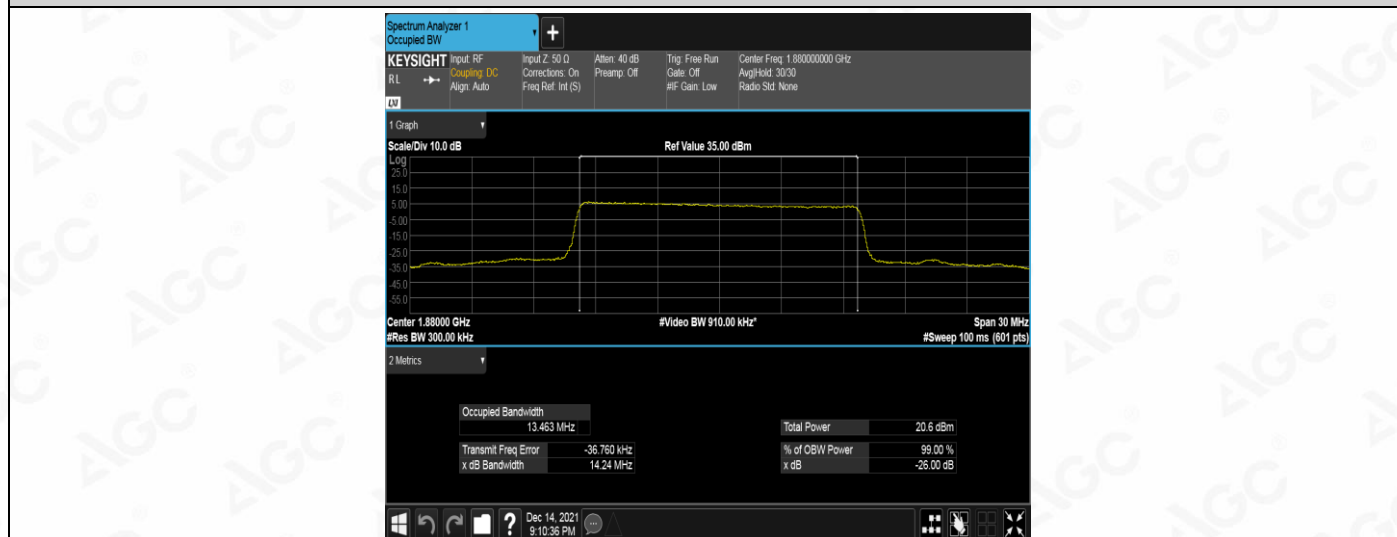 Spectrum Analyzer 1
Occupied BW
+
KEYSIGHT
R L
LXI
Input: RF
Coupling: DC
Align: Auto
Input Z: 50 Ω
Corrections: On
Freq Ref: Int (S)
Atten: 40 dB
Preamp: Off
Trig: Free Run
Gate: Off
#IF Gain: Low
Center Freq: 1.880000000 GHz
Avg|Hold: 30/30
Radio Std: None
1 Graph
Scale/Div 10.0 dB
Ref Value 35.00 dBm
Log
25.0
15.0
5.00
-5.00
-15.0
-25.0
-35.0
-45.0
-55.0
Center 1.88000 GHz
#Video BW 910.00 kHz*
Span 30 MHz
#Res BW 300.00 kHz
#Sweep 100 ms (601 pts)
2 Metrics
Occupied Bandwidth
13.463 MHz
Total Power 20.6 dBm
Transmit Freq Error -36.760 kHz
% of OBW Power 99.00 %
x dB Bandwidth 14.24 MHz
x dB -26.00 dB
?
Dec 14, 2021
9:10:36 PM
AGC